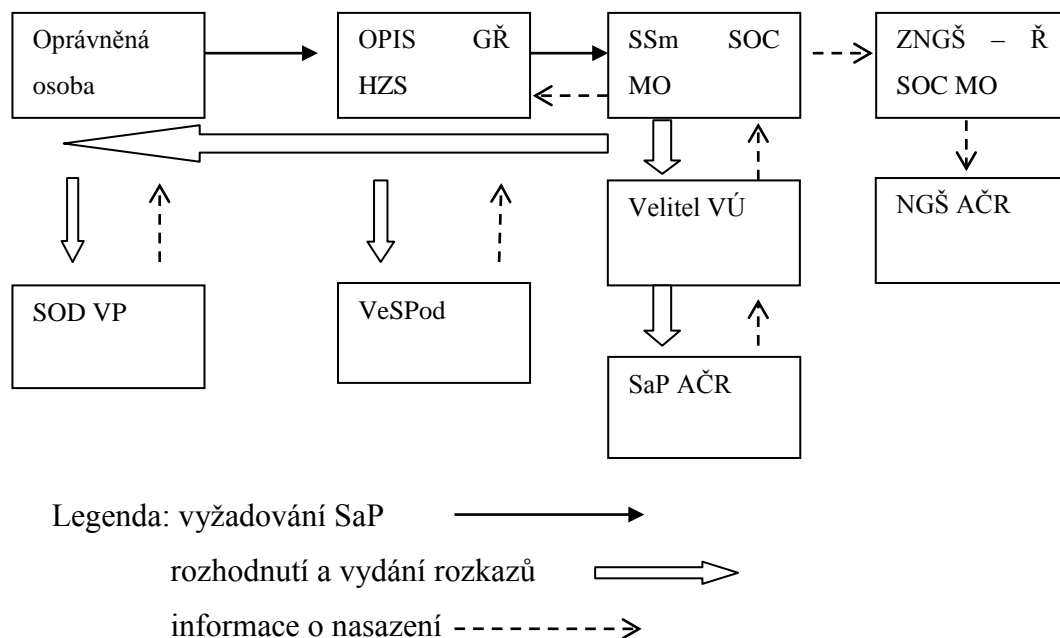 Oprávněná
osoba
OPIS GŘ
HZS
SSm SOC
MO
ZNGŠ – Ř
SOC MO
Velitel VÚ
NGŠ AČR
SOD VP
VeSPod
SaP AČR
Legenda: vyžadování SaP
rozhodnutí a vydání rozkazů
informace o nasazení